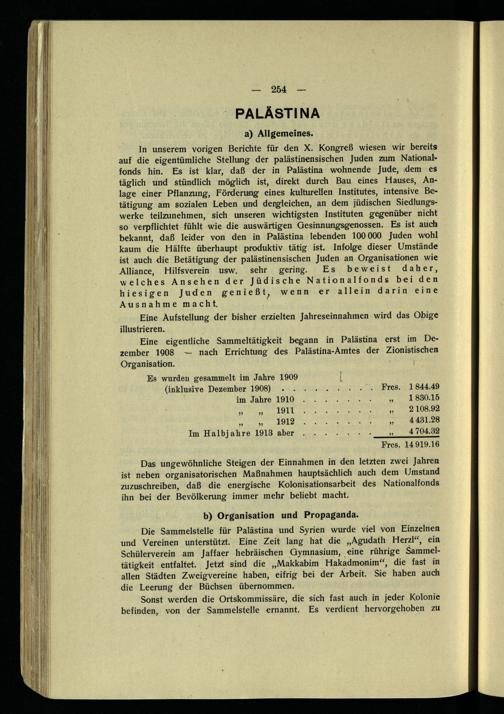 — 254 —
PALÄSTINA
a) Allgemeines.
In unserem vorigen Berichte für den X. Kongreß wiesen wir bereits
auf die eigentümliche Stellung der palästinensischen Juden zum National-
fonds hin. Es ist klar, daß der in Palästina wohnende Jude, dem es
täglich und stündlich möglich ist, direkt durch Bau eines Hauses, An-
lage einer Pflanzung, Förderung eines kulturellen Institutes, intensive Be-
tätigung am sozialen Leben und dergleichen, an dem jüdischen Siedlungs-
werke teilzunehmen, sich unseren wichtigsten Instituten gegenüber nicht
so verpflichtet fühlt wie die auswärtigen Gesinnungsgenossen. Es ist auch
bekannt, daß leider von den in Palästina lebenden 100 000 Juden wohl
kaum die Hälfte überhaupt produktiv tätig ist. Infolge dieser Umstände
ist auch die Betätigung der palästinensischen Juden an Organisationen wie
Alliance, Hilfsverein usw. sehr gering. Es beweist daher,
welches Ansehen der Jüdische Nationalfonds bei den
hiesigen Juden genießt, wenn er allein darin eine
Ausnahme macht.
Eine Aufstellung der bisher erzielten Jahreseinnahmen wird das Obige
illustrieren.
Eine eigentliche Sammeltätigkeit begann in Palästina erst im De-
zember 1908 — nach Errichtung des Palästina-Amtes der Zionistischen
Organisation.
Es wurden gesammelt im Jahre 1909
(inklusive Dezember 1908) . . . . . . . . . Frcs. 1 844.49
im Jahre 1910 . . . . . . . „ 1 830.15
„ „ 1911 . . . . . . . „ 2 108.92
„ „ 1912 . . . . . . . „ 4 431.28
Im Halbjahre 1913 aber . . . . . . . „ 4 704.32
Frcs. 14 919.16
Das ungewöhnliche Steigen der Einnahmen in den letzten zwei Jahren
ist neben organisatorischen Maßnahmen hauptsächlich auch dem Umstand
zuzuschreiben, daß die energische Kolonisationsarbeit des Nationalfonds
ihn bei der Bevölkerung immer mehr beliebt macht.
b) Organisation und Propaganda.
Die Sammelstelle für Palästina und Syrien wurde viel von Einzelnen
und Vereinen unterstützt. Eine Zeit lang hat die „Agudath Herzl“, ein
Schülerverein am Jaffaer hebräischen Gymnasium, eine rührige Sammel-
tätigkeit entfaltet. Jetzt sind die „Makkabim Hakadmonim“, die fast in
allen Städten Zweigvereine haben, eifrig bei der Arbeit. Sie haben auch
die Leerung der Büchsen übernommen.
Sonst werden die Ortskommissäre, die sich fast auch in jeder Kolonie
befinden, von der Sammelstelle ernannt. Es verdient hervorgehoben zu